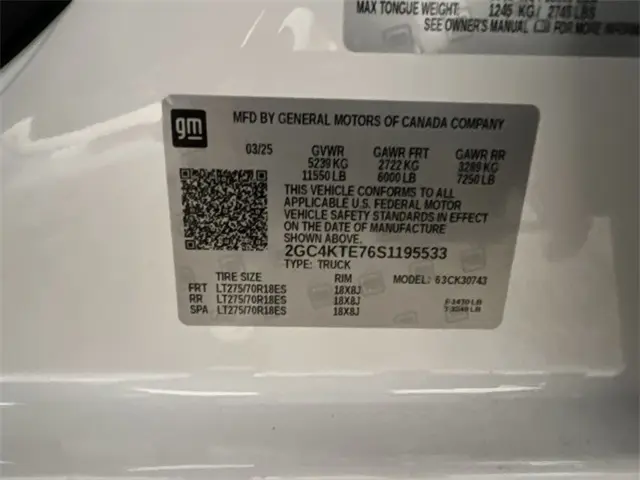 MAX TONGUE WEIGHT: 1245 KG/ 2745 LBS
SEE OWNER'S MANUAL FOR MORE
gm
MFD BY GENERAL MOTORS OF CANADA COMPANY
03/25 GVWR GAWR FRT GAWR RR
5239 KG 2722 KG 3289 KG
11550 LB 6000 LB 7250 LB
THIS VEHICLE CONFORMS TO ALL
APPLICABLE U.S. FEDERAL MOTOR
VEHICLE SAFETY STANDARDS IN EFFECT
ON THE DATE OF MANUFACTURE
SHOWN ABOVE.
2GC4KTE76S1195533
TYPE: TRUCK
TIRE SIZE RIM MODEL: 63CK30743
FRT LT275/70R18ES 18X8J
RR LT275/70R18ES 18X8J
SPA LT275/70R18ES 18X8J